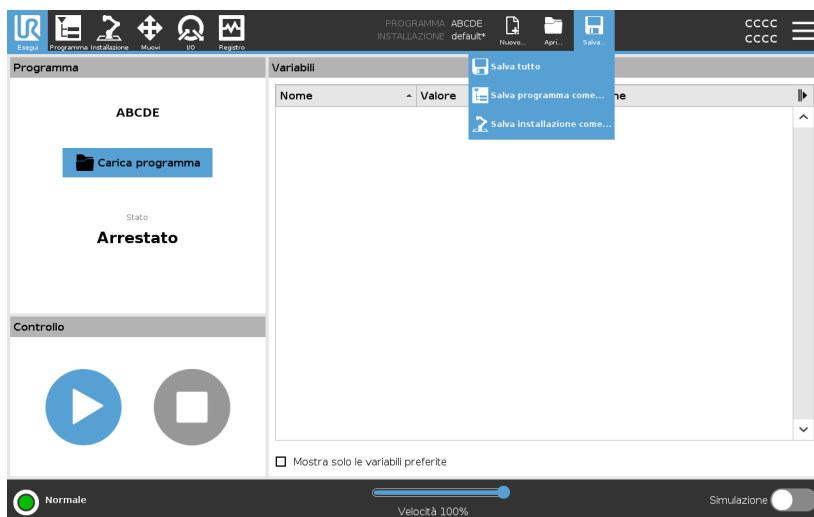 UR
Esegui
Programma
Installazione
Muovi
I/O
Registro
PROGRAMMA ABCDE
INSTALLAZIONE default*
Nuovo...
Apri...
Salva...
CCCC
CCCC
Salva tutto
Salva programma come...
Salva installazione come...
Programma
ABCDE
Carica programma
Stato
Arrestato
Controllo
Variabili
Nome
Valore
Mostra solo le variabili preferite
Normale
Velocità 100%
Simulazione